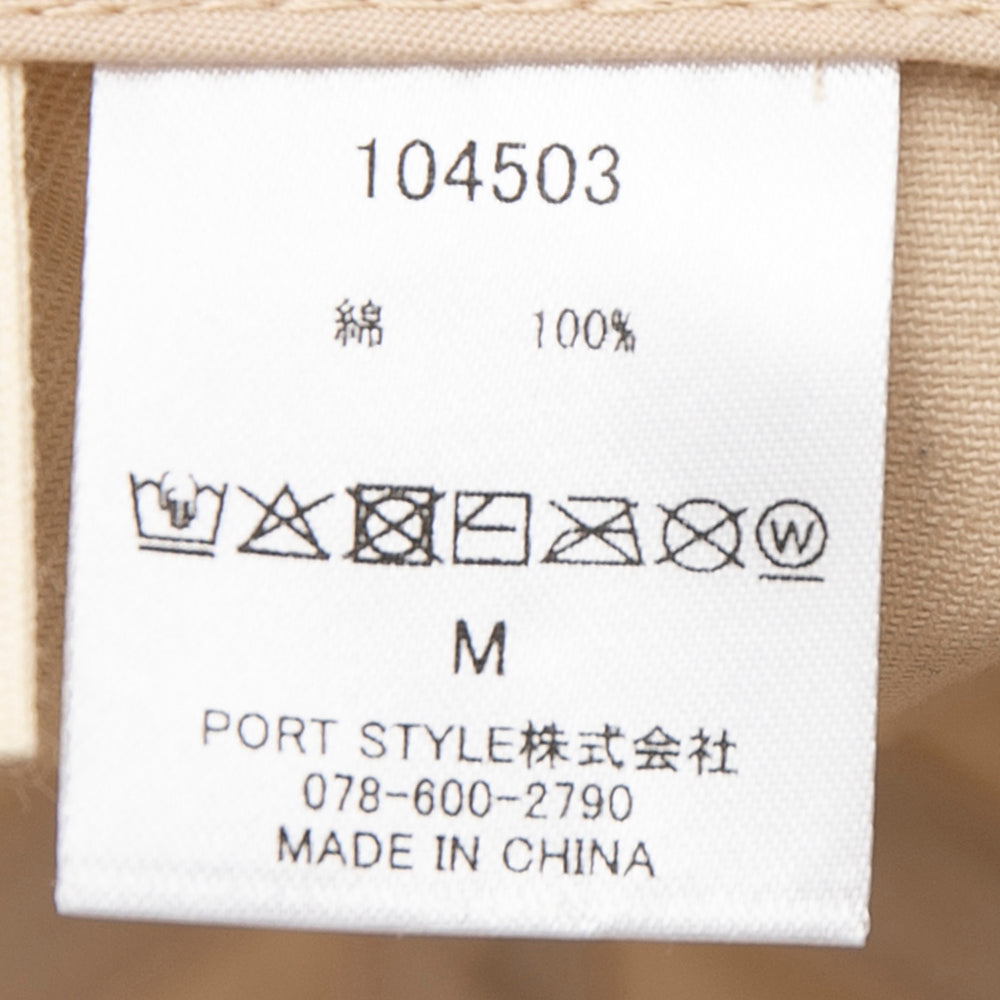 104503
綿 100%
W
M
PORT STYLE株式会社
078-600-2790
MADE IN CHINA